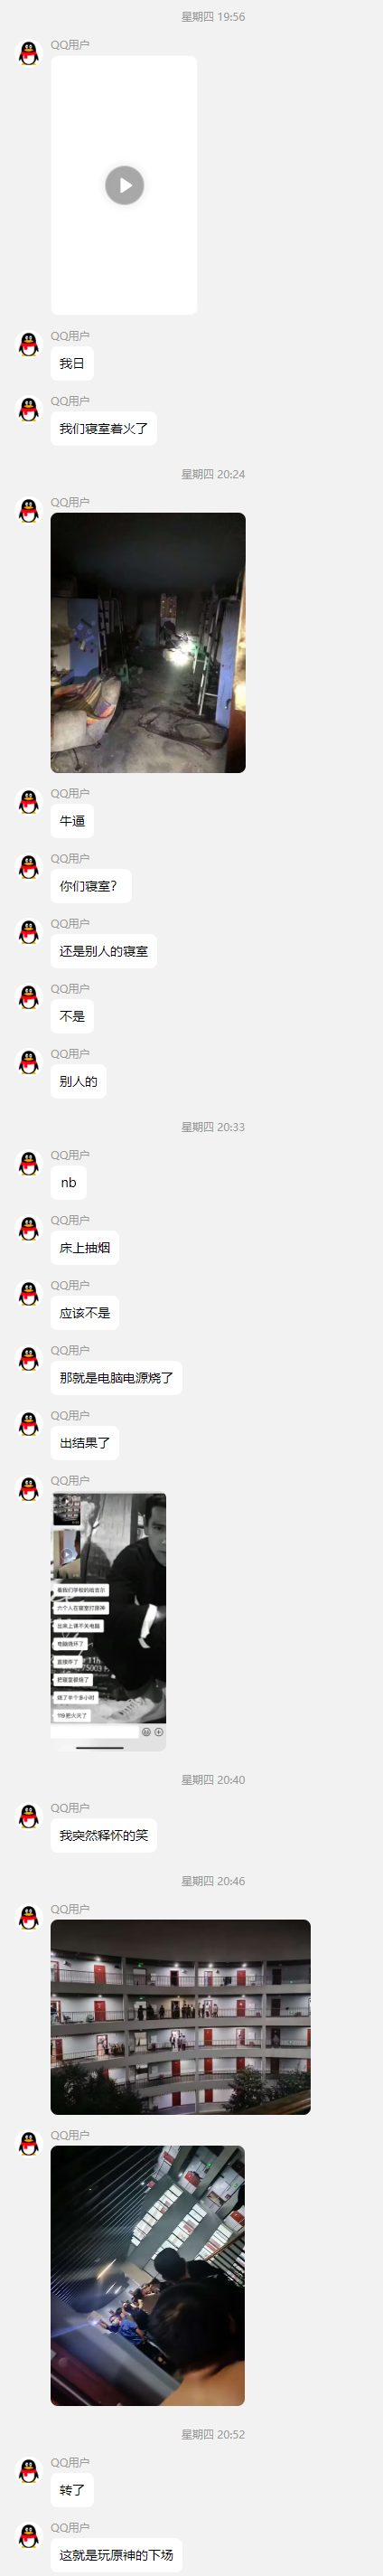 星期四 19:56
QQ用户
QQ用户
我日
QQ用户
我们寝室着火了
星期四 20:24
QQ用户
QQ用户
牛逼
QQ用户
你们寝室?
QQ用户
还是别人的寝室
QQ用户
不是
QQ用户
别人的
星期四 20:33
QQ用户
nb
QQ用户
床上抽烟
QQ用户
应该不是
QQ用户
那就是电脑电源烧了
QQ用户
出结果了
QQ用户
六个人在寝室打原神
出来上课不关电脑
电脑烧坏了
直接炸了
把寝室都烧了
烧了半个多小时
119把火灭了
星期四 20:40
QQ用户
我突然释怀的笑
星期四 20:46
QQ用户
QQ用户
星期四 20:52
QQ用户
转了
QQ用户
这就是玩原神的下场